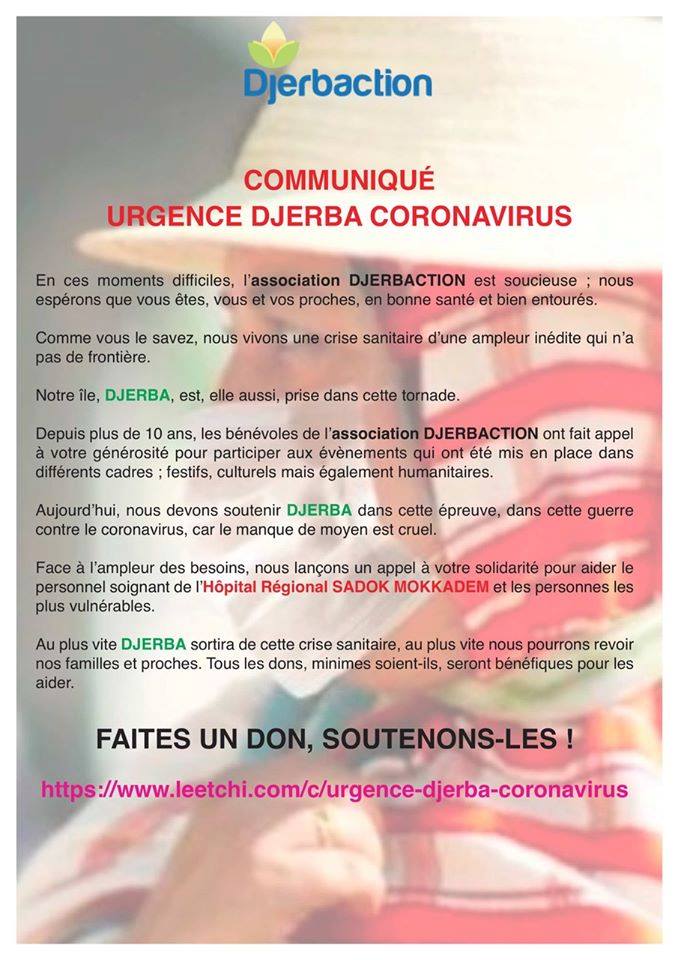 Djerbaction
COMMUNIQUÉ
URGENCE DJERBA CORONAVIRUS
En ces moments difficiles, l'association DJERBACTION est soucieuse ; nous
espérons que vous êtes, vous et vos proches, en bonne santé et bien entourés.
Comme vous le savez, nous vivons une crise sanitaire d'une ampleur inédite qui n'a
pas de frontière.
Notre île, DJERBA, est, elle aussi, prise dans cette tornade.
Depuis plus de 10 ans, les bénévoles de l'association DJERBACTION ont fait appel
à votre générosité pour participer aux évènements qui ont été mis en place dans
différents cadres ; festifs, culturels mais également humanitaires.
Aujourd'hui, nous devons soutenir DJERBA dans cette épreuve, dans cette guerre
contre le coronavirus, car le manque de moyen est cruel.
Face à l'ampleur des besoins, nous lançons un appel à votre solidarité pour aider le
personnel soignant de l'Hôpital Régional SADOK MOKKADEM et les personnes les
plus vulnérables.
Au plus vite DJERBA sortira de cette crise sanitaire, au plus vite nous pourrons revoir
nos familles et proches. Tous les dons, minimes soient-ils, seront bénéfiques pour les
aider.
FAITES UN DON, SOUTENONS-LES !
https://www.leetchi.com/c/urgence-djerba-coronavirus